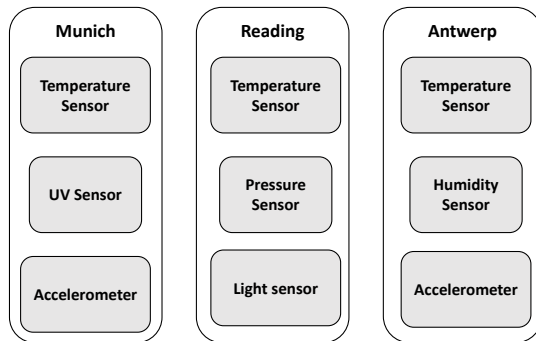 Munich
Temperature
Sensor
UV Sensor
Accelerometer
Reading
Temperature
Sensor
Pressure
Sensor
Light sensor
Antwerp
Temperature
Sensor
Humidity
Sensor
Accelerometer